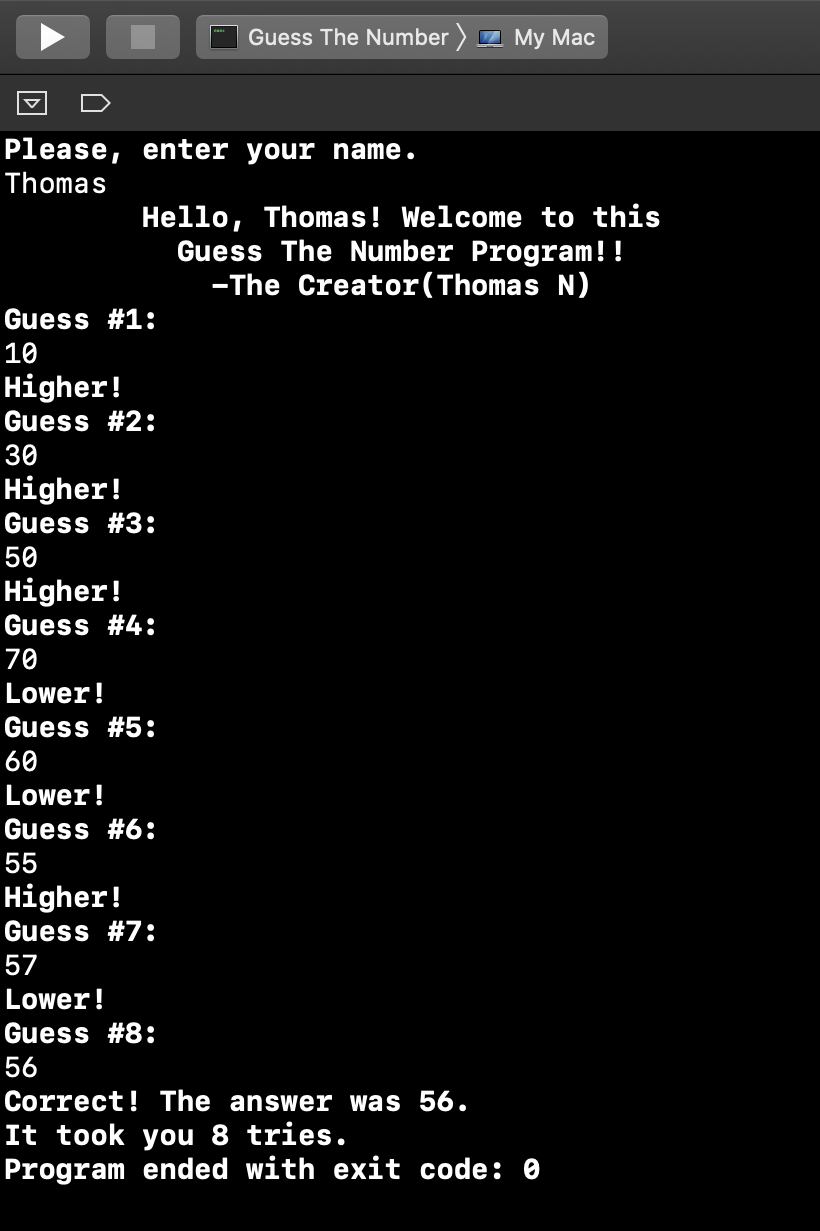 Guess The Number 〉 My Mac
Please, enter your name.
Thomas
Hello, Thomas! Welcome to this
Guess The Number Program!!
-The Creator(Thomas N)
Guess #1:
10
Higher!
Guess #2:
30
Higher!
Guess #3:
50
Higher!
Guess #4:
70
Lower!
Guess #5:
60
Lower!
Guess #6:
55
Higher!
Guess #7:
57
Lower!
Guess #8:
56
Correct! The answer was 56.
It took you 8 tries.
Program ended with exit code: 0